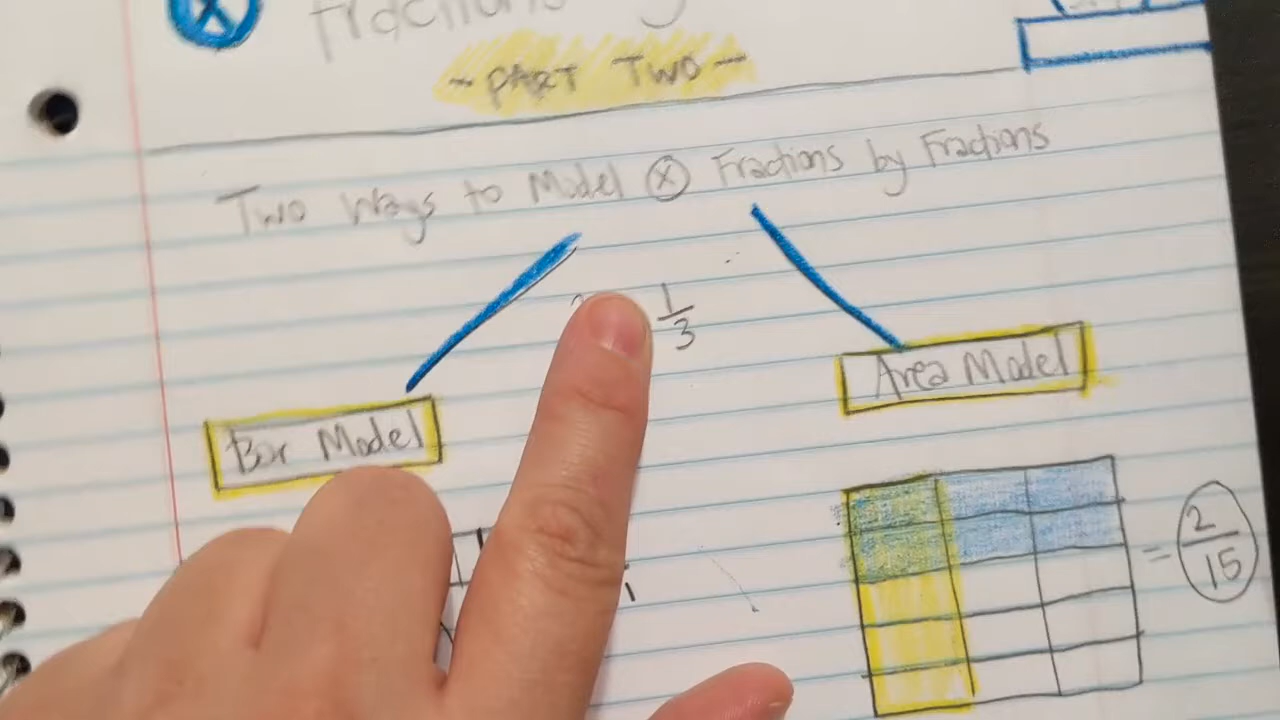 Fractions
~ PART TWO ~
Two Ways to Model ⓧ Fractions by Fractions
1/3
Bar Model
Area Model
= 2/15